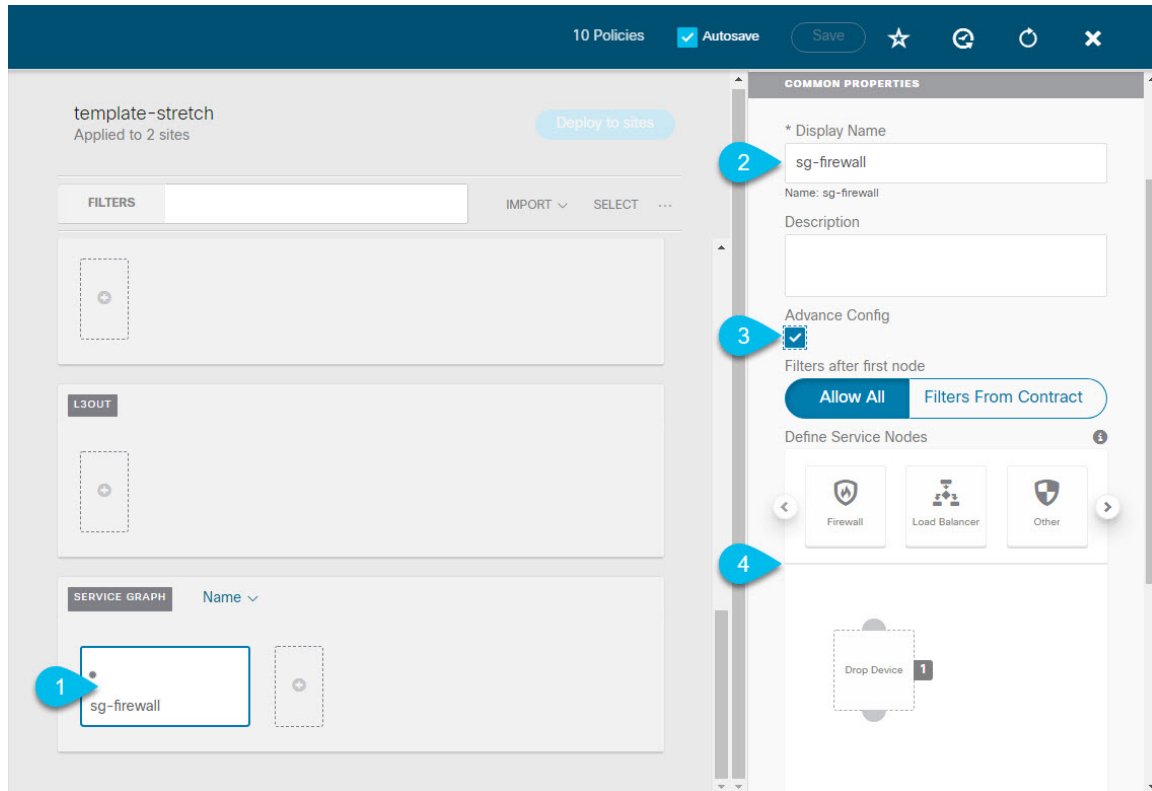 10 Policies Autosave Save
template-stretch
Applied to 2 sites
Deploy to sites
FILTERS
IMPORT SELECT ...
L3OUT
SERVICE GRAPH Name
1
sg-firewall
COMMON PROPERTIES
* Display Name
2
sg-firewall
Name: sg-firewall
Description
Advance Config
3
Filters after first node
Allow All Filters From Contract
Define Service Nodes
Firewall Load Balancer Other
4
Drop Device 1